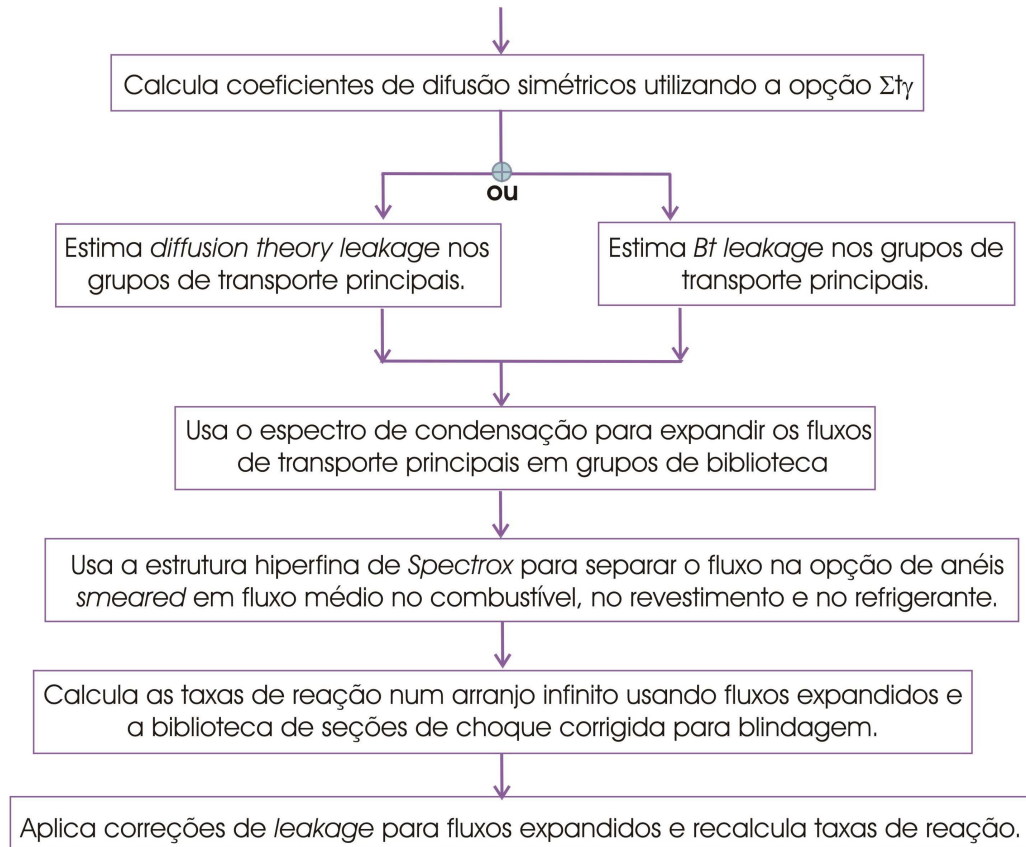 Calcula coeficientes de difusão simétricos utilizando a opção Σtγ
ou
Estima diffusion theory leakage nos
grupos de transporte principais.
Estima Bt leakage nos grupos de
transporte principais.
Usa o espectro de condensação para expandir os fluxos
de transporte principais em grupos de biblioteca
Usa a estrutura hiperfina de Spectrox para separar o fluxo na opção de anéis
smeared em fluxo médio no combustível, no revestimento e no refrigerante.
Calcula as taxas de reação num arranjo infinito usando fluxos expandidos e
a biblioteca de seções de choque corrigida para blindagem.
Aplica correções de leakage para fluxos expandidos e recalcula taxas de reação.